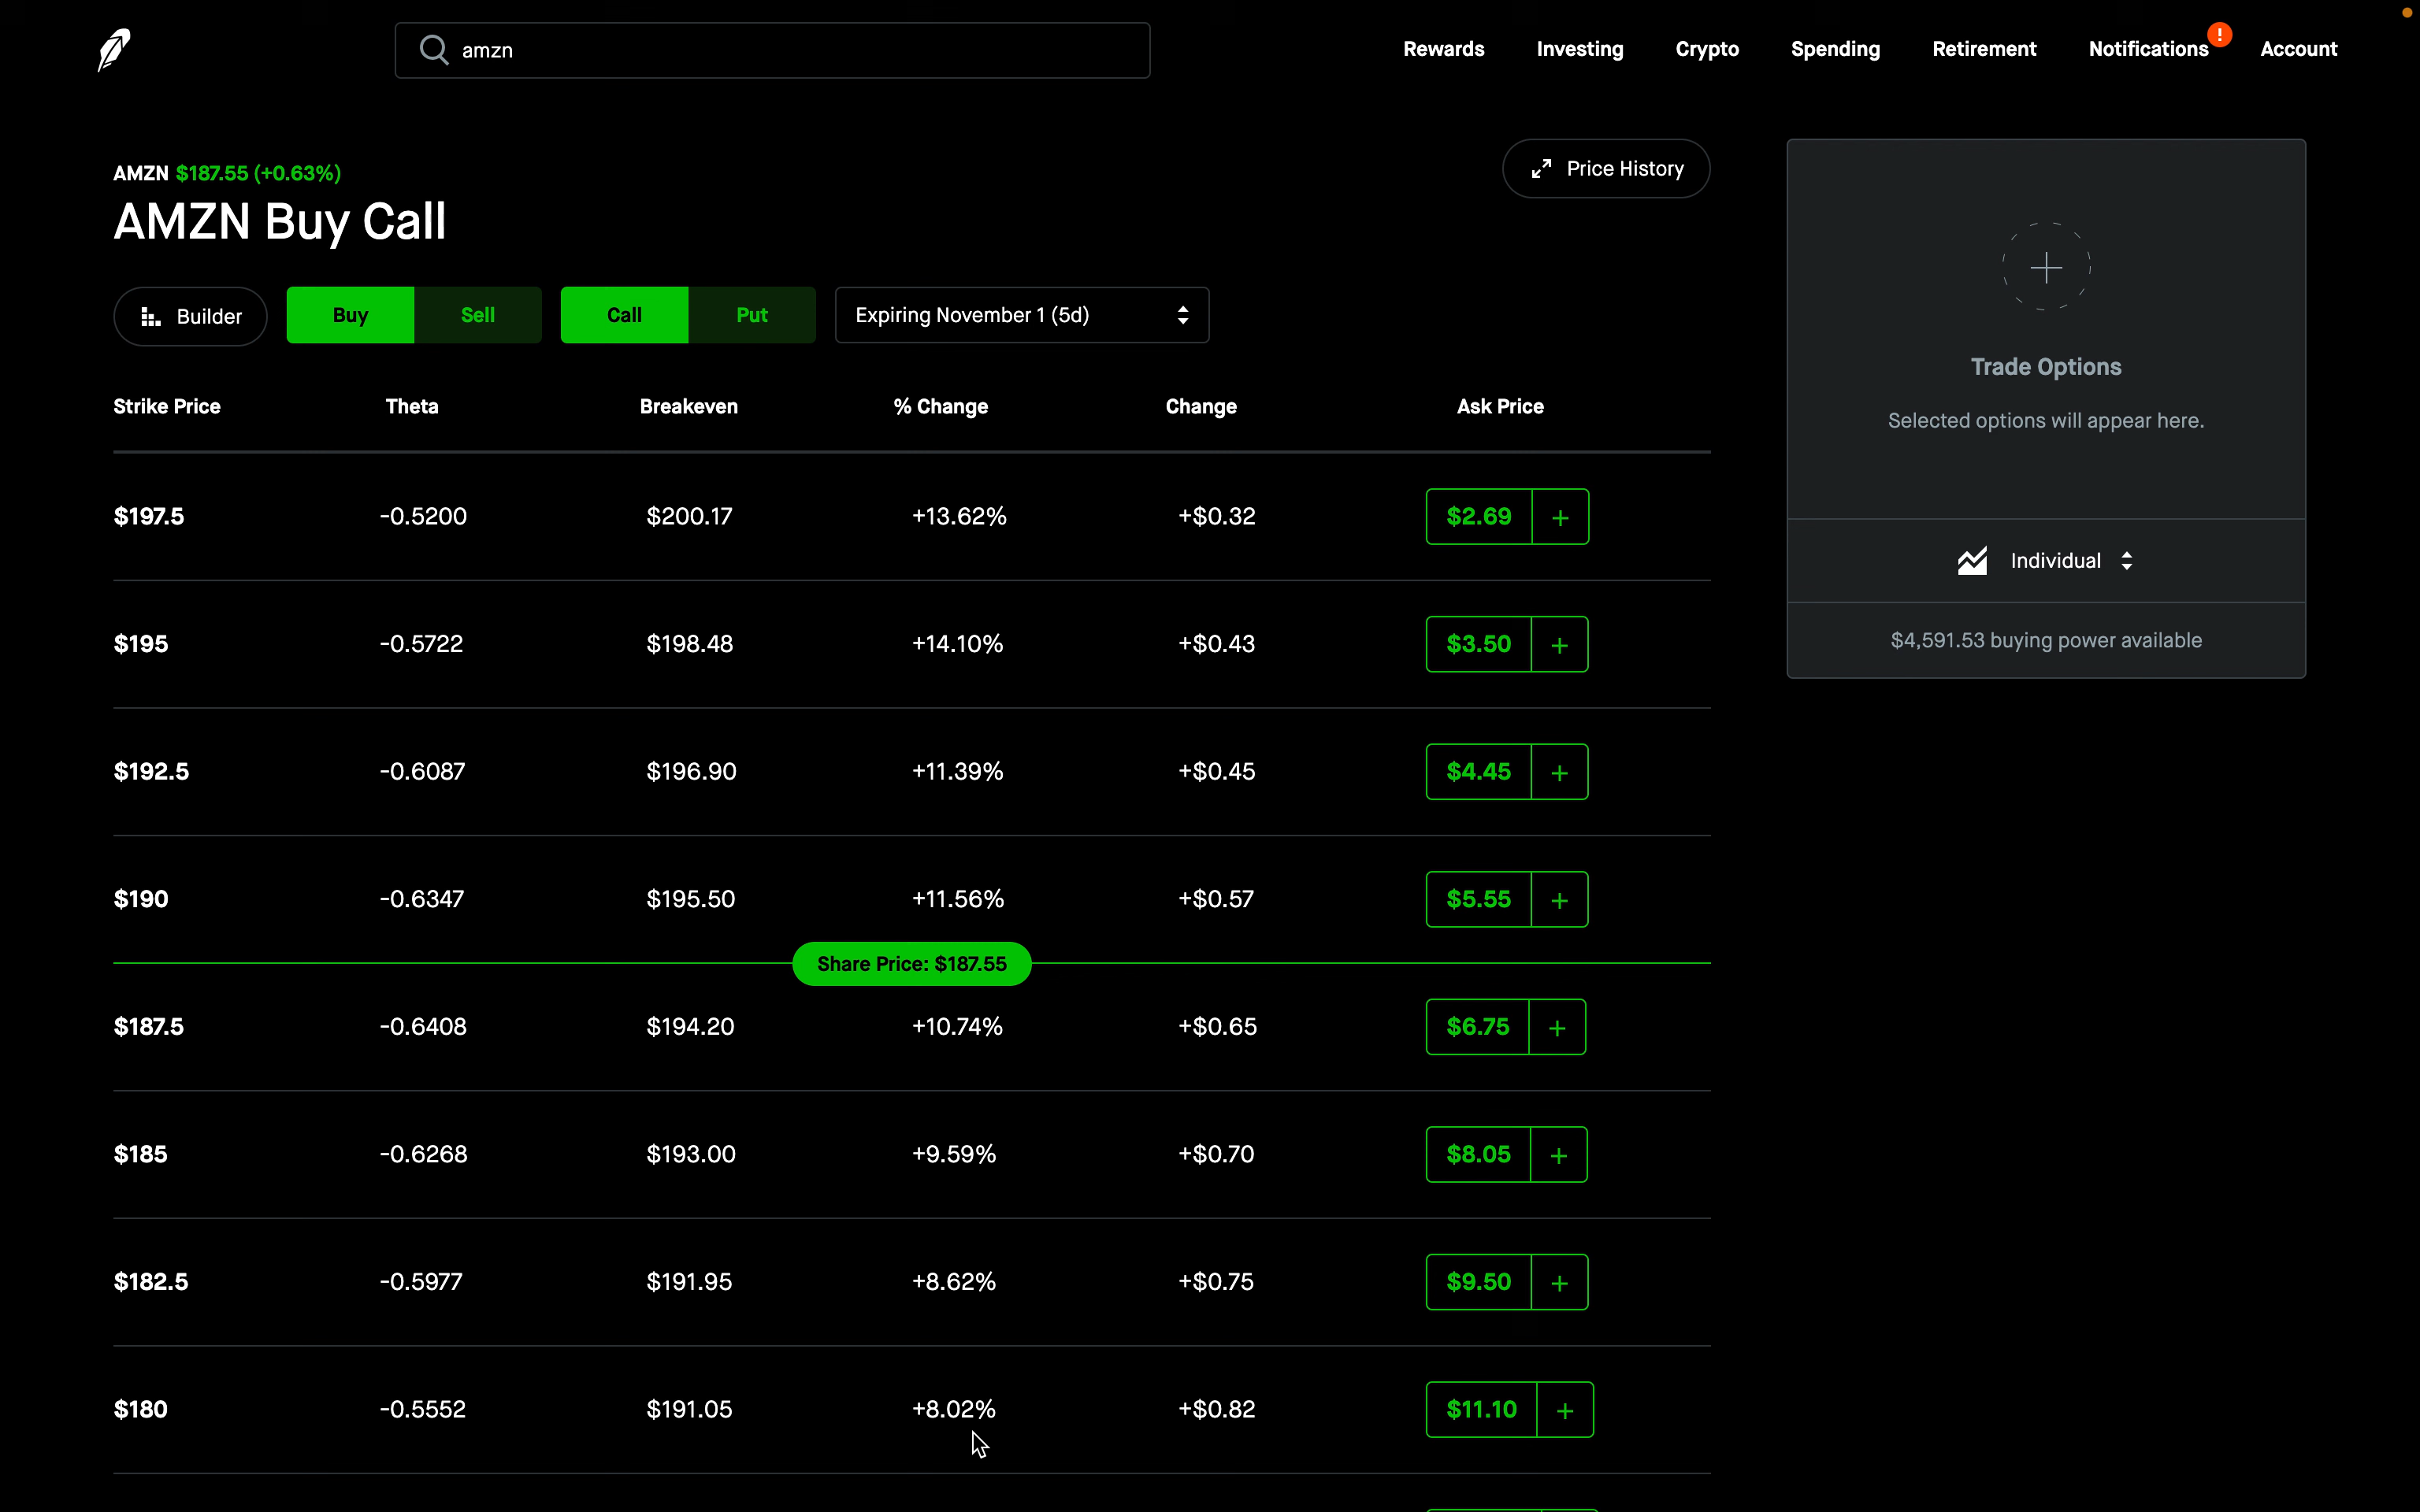 amzn
Rewards Investing Crypto Spending Retirement Notifications ! Account
AMZN $187.55 (+0.63%)
AMZN Buy Call
Price History
Builder Buy Sell Call Put Expiring November 1 (5d)
Strike Price Theta Breakeven % Change Change Ask Price
$197.5 -0.5200 $200.17 +13.62% +$0.32 $2.69 +
$195 -0.5722 $198.48 +14.10% +$0.43 $3.50 +
$192.5 -0.6087 $196.90 +11.39% +$0.45 $4.45 +
$190 -0.6347 $195.50 +11.56% +$0.57 $5.55 +
Share Price: $187.55
$187.5 -0.6408 $194.20 +10.74% +$0.65 $6.75 +
$185 -0.6268 $193.00 +9.59% +$0.70 $8.05 +
$182.5 -0.5977 $191.95 +8.62% +$0.75 $9.50 +
$180 -0.5552 $191.05 +8.02% +$0.82 $11.10 +
Trade Options
Selected options will appear here.
Individual
$4,591.53 buying power available